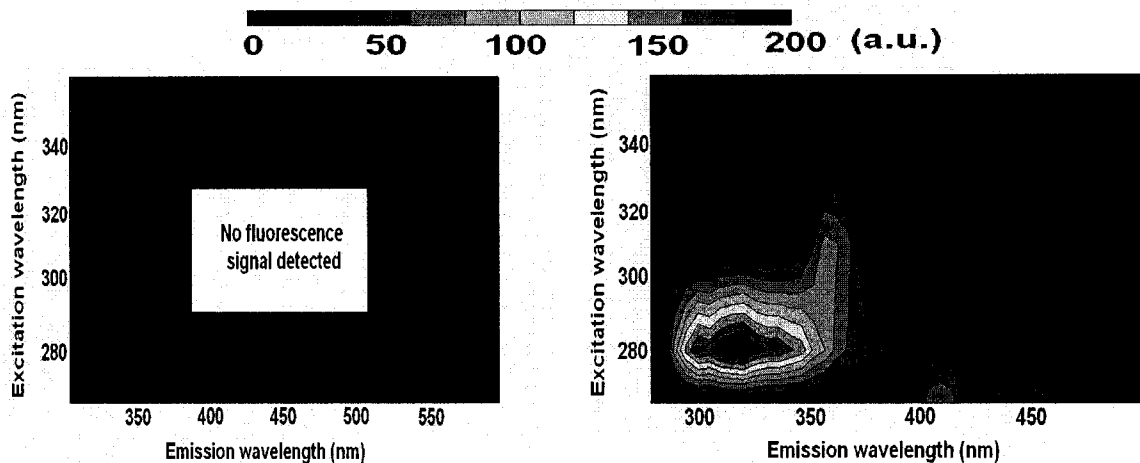 0 50 100 150 200 (a.u.)
Excitation wavelength (nm)
340
320
300
280
No fluorescence
signal detected
350 400 450 500 550
Emission wavelength (nm)
Excitation wavelength (nm)
340
320
300
280
300 350 400 450
Emission wavelength (nm)